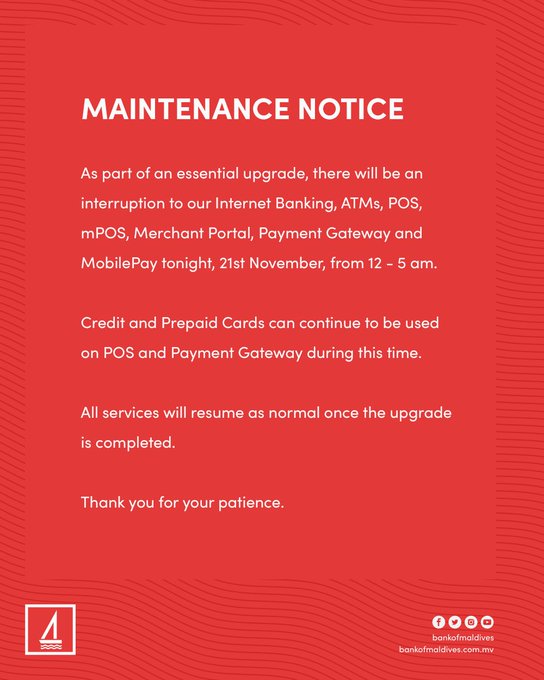 MAINTENANCE NOTICE
As part of an essential upgrade, there will be an
interruption to our Internet Banking, ATMs, POS,
mPOS, Merchant Portal, Payment Gateway and
MobilePay tonight, 21st November, from 12 - 5 am.
Credit and Prepaid Cards can continue to be used
on POS and Payment Gateway during this time.
All services will resume as normal once the upgrade
is completed.
Thank you for your patience.
bankofmaldives
bankofmaldives.com.mv